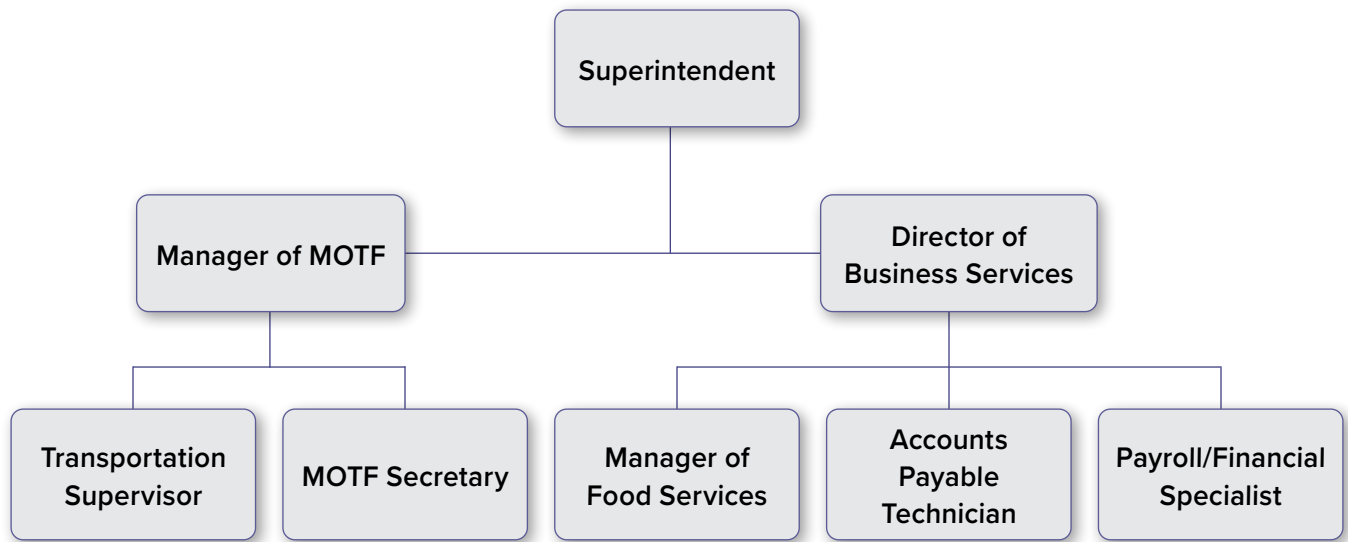 Superintendent
Manager of MOTF
Director of
Business Services
Transportation
Supervisor
MOTF Secretary
Manager of
Food Services
Accounts
Payable
Technician
Payroll/Financial
Specialist